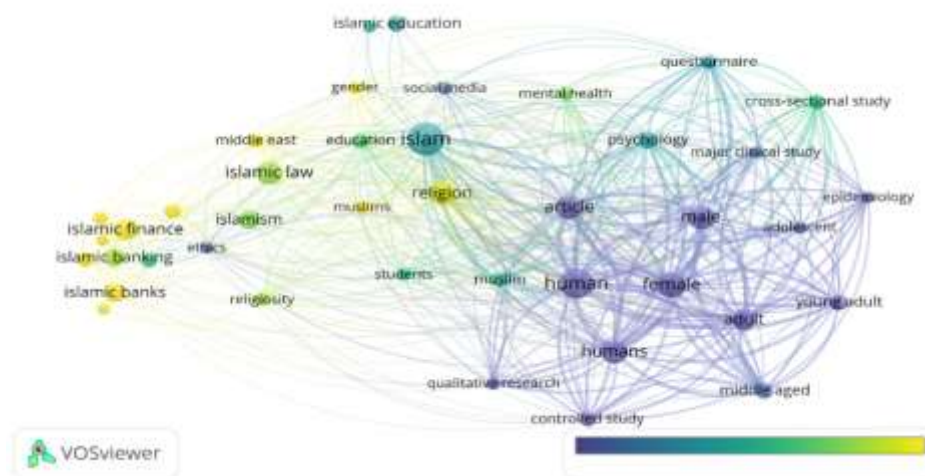 islamic education
questionnaire
gender
social media
mental health
cross-sectional study
middle east
education
islam
psychology
major clinical study
islamic law
religion
muslims
article
male
epidemiology
islamism
adolescent
islamic finance
ethics
islamic banking
students
muslim
human
female
islamic banks
religiosity
young adult
adult
humans
qualitative research
middle aged
controlled study
VOSviewer